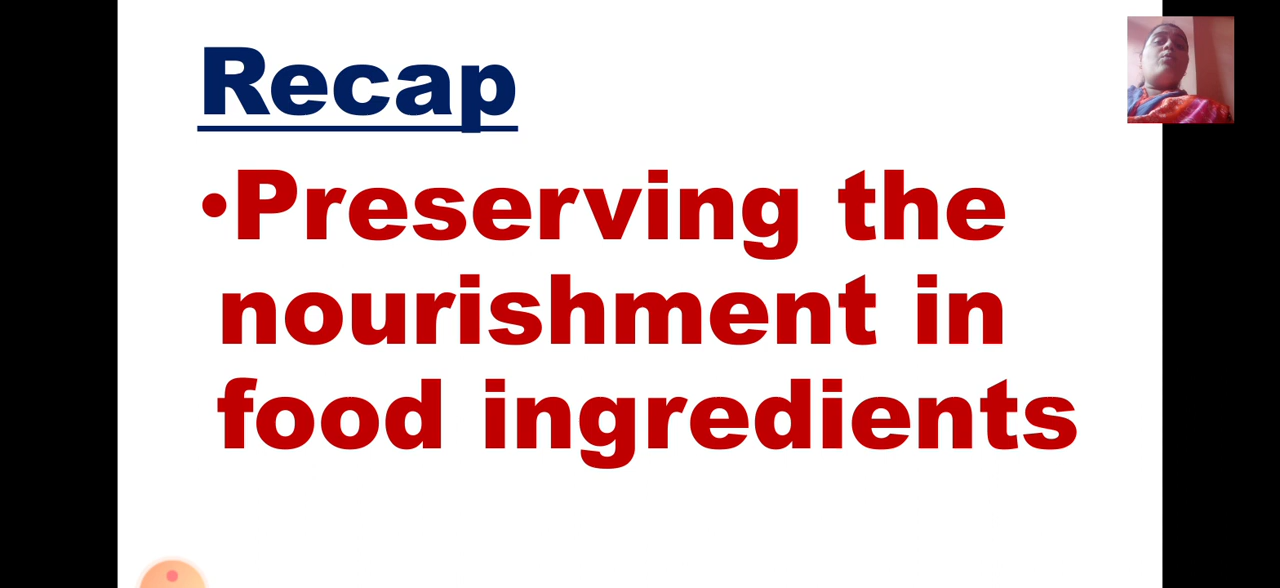 Recap
•Preserving the
nourishment in
food ingredients